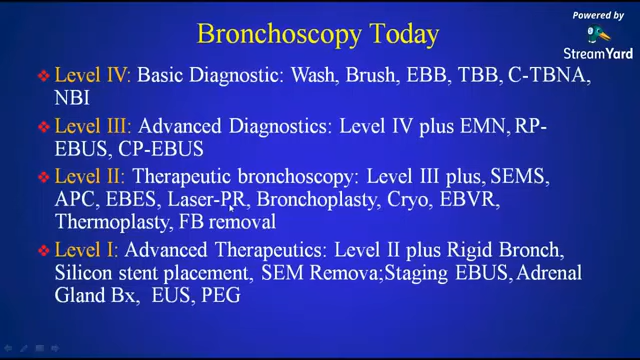 Powered by
StreamYard
Bronchoscopy Today
Level IV: Basic Diagnostic: Wash, Brush, EBB, TBB, C-TBNA,
NBI
Level III: Advanced Diagnostics: Level IV plus EMN, RP-
EBUS, CP-EBUS
Level II: Therapeutic bronchoscopy: Level III plus, SEMS,
APC, EBES, Laser-PR, Bronchoplasty, Cryo, EBVR,
Thermoplasty, FB removal
Level I: Advanced Therapeutics: Level II plus Rigid Bronch,
Silicon stent placement, SEM Remova;Staging EBUS, Adrenal
Gland Bx, EUS, PEG